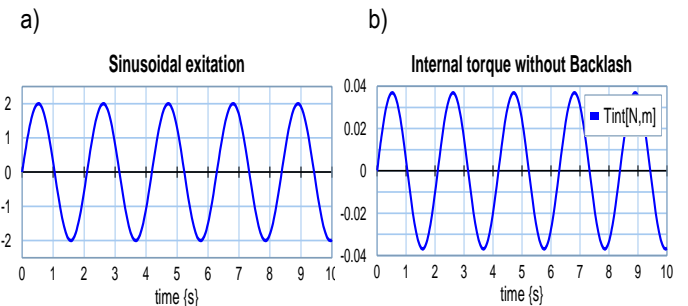 a)
b)
Sinusoidal exitation
Internal torque without Backlash
2
1
0
-1
-2
0 1 2 3 4 5 6 7 8 9 10
time {s}
0.04
0.02
0
-0.02
-0.04
Tint[N,m]
0 1 2 3 4 5 6 7 8 9 10
time {s}